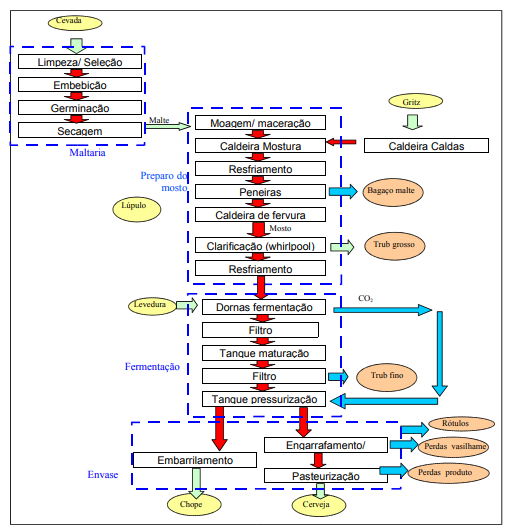 Cevada
Limpeza/ Seleção
Embebição
Germinação
Secagem
Maltaria
Malte
Gritz
Moagem/ maceração
Caldeira Mostura
Caldeira Caldas
Resfriamento
Preparo do
mosto
Peneiras
Bagaço malte
Lúpulo
Caldeira de fervura
Mosto
Clarificação (whirlpool)
Trub grosso
Resfriamento
Levedura
Dornas fermentação
CO2
Filtro
Tanque maturação
Fermentação
Filtro
Trub fino
Tanque pressurização
Rótulos
Engarrafamento/
Perdas vasilhame
Embarrilamento
Envase
Pasteurização
Perdas produto
Chope
Cerveja